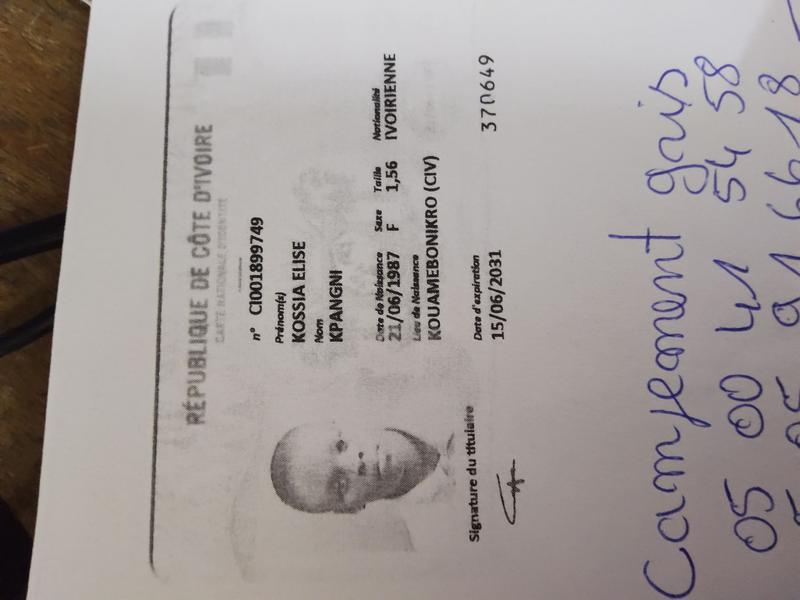 RÉPUBLIQUE DE CÔTE D'IVOIRE
CARTE NATIONALE D'IDENTITÉ
n° CI001899749
Prénom(s)
KOSSIA ELISE
Nom
KPANGNI
Date de Naissance Sexe Taille Nationalité
21/06/1987 F 1,56 IVOIRIENNE
Lieu de Naissance
KOUAMEBONIKRO (CIV)
Date d'expiration
15/06/2031 370649
Signature du titulaire
05 00 41 54 58